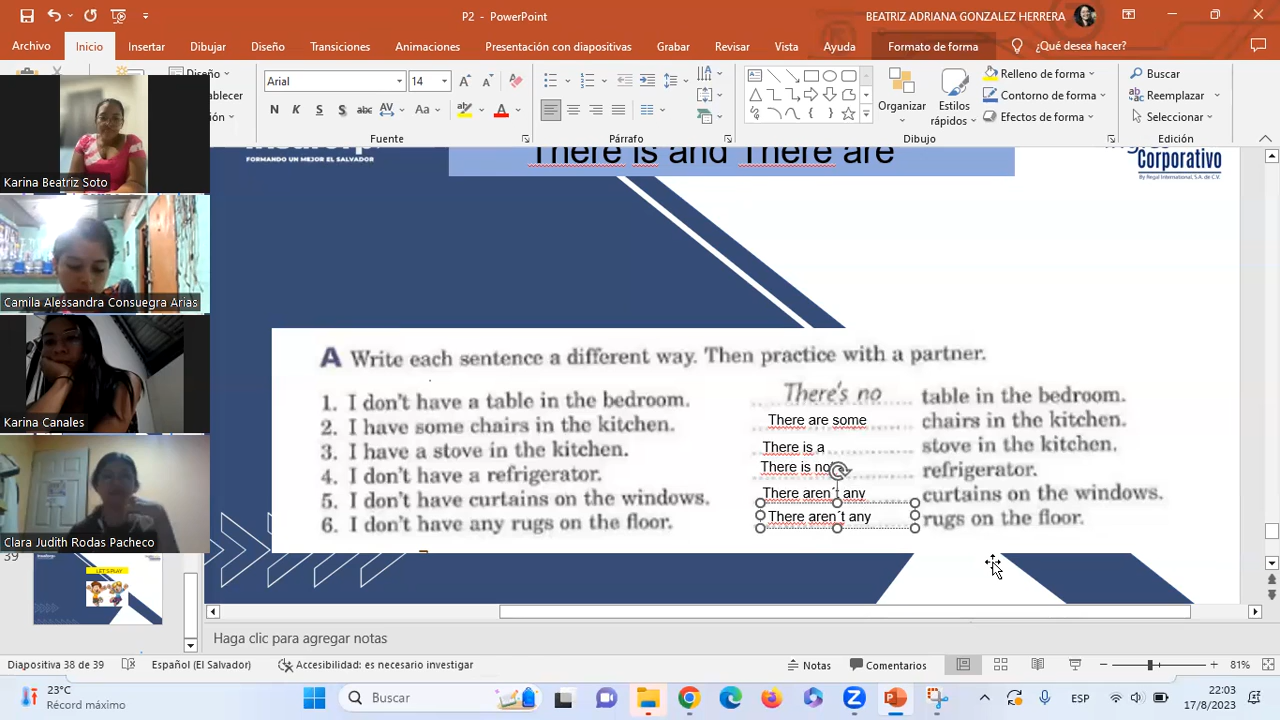 P2 - PowerPoint
BEATRIZ ADRIANA GONZALEZ HERRERA
Archivo Inicio Insertar Dibujar Diseño Transiciones Animaciones Presentación con diapositivas Grabar Revisar Vista Ayuda Formato de forma ¿Qué desea hacer?
Diseño
Arial 14
Relleno de forma
Buscar
ablecer
Contorno de forma
Reemplazar
N K S S abc AV Aa A
Organizar Estilos rápidos
Efectos de forma
Seleccionar
Fuente Párrafo Dibujo Edición
There is and There are
FORMANDO UN MEJOR EL SALVADOR
Corporativo
By Regal International, S.A. de C.V.
Karina Beatriz Soto
Camila Alessandra Consuegra Arias
Karina Canales
Clara Judith Rodas Pacheco
A Write each sentence a different way. Then practice with a partner.
1. I don't have a table in the bedroom. There's no table in the bedroom.
2. I have some chairs in the kitchen. There are some chairs in the kitchen.
3. I have a stove in the kitchen. There is a stove in the kitchen.
4. I don't have a refrigerator. There is no refrigerator.
5. I don't have curtains on the windows. There aren´t any curtains on the windows.
6. I don't have any rugs on the floor. There aren´t any rugs on the floor.
39
LET'S PLAY
Haga clic para agregar notas
Diapositiva 38 de 39 Español (El Salvador) Accesibilidad: es necesario investigar Notas Comentarios 81%
23°C
Récord máximo
Buscar
ESP
22:03
17/8/2023